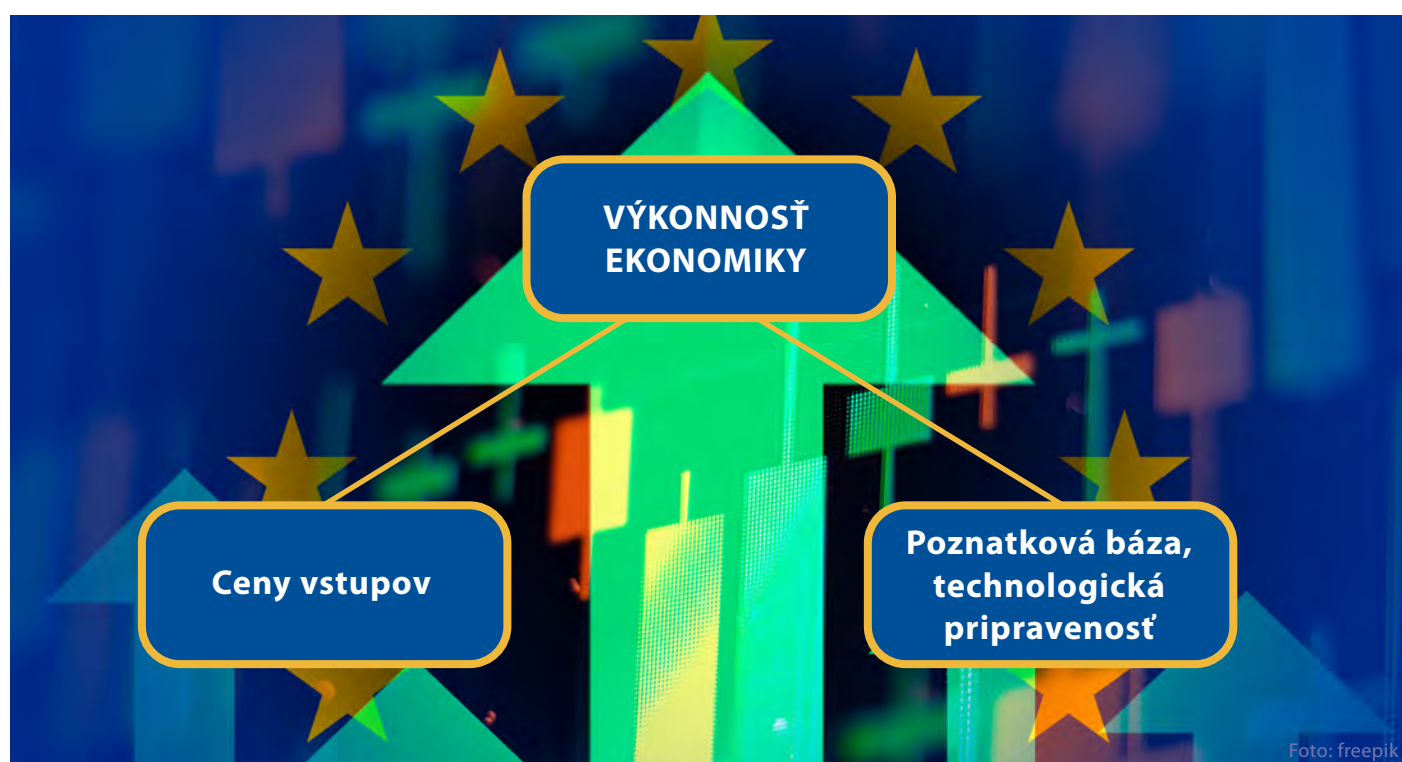 VÝKONNOSŤ
EKONOMIKY
Ceny vstupov
Poznatková báza,
technologická
pripravenosť
Foto: freepik